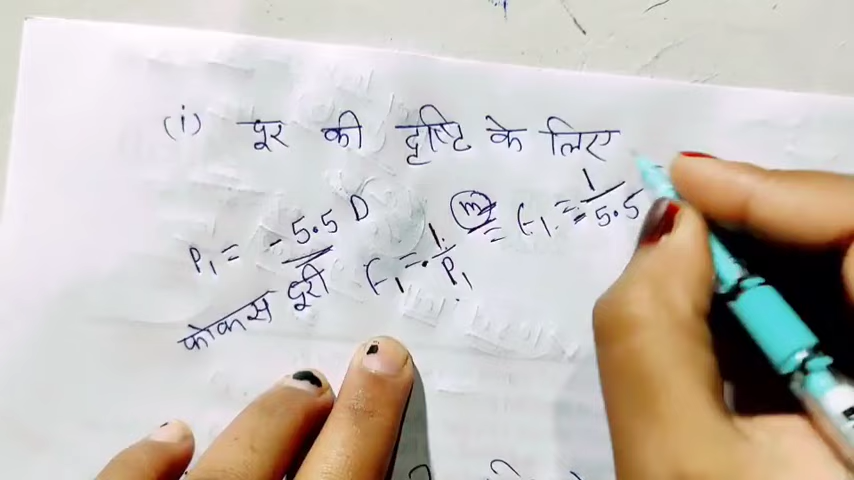 (i) दूर की दृष्टि के लिए
P₁ = -5.5 D
फोकस दूरी f₁ = 1/P₁ m = f₁ = 1/-5.5